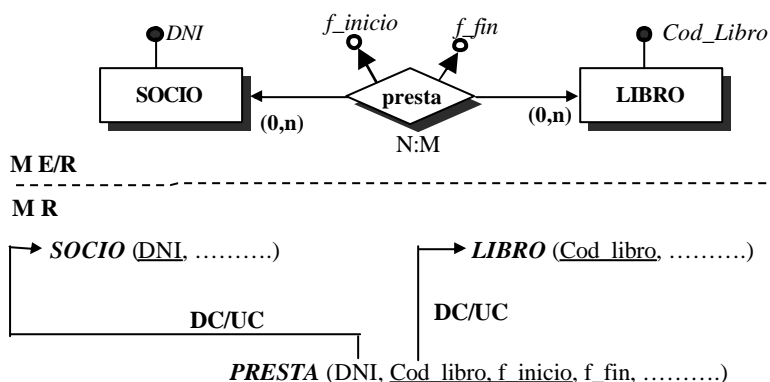 DNI f_inicio f_fin Cod_Libro
SOCIO presta LIBRO
(0,n) (0,n)
N:M
M E/R
M R
SOCIO (DNI, ……….) LIBRO (Cod_libro, ……….)
DC/UC DC/UC
PRESTA (DNI, Cod_libro, f_inicio, f_fin, ……….)